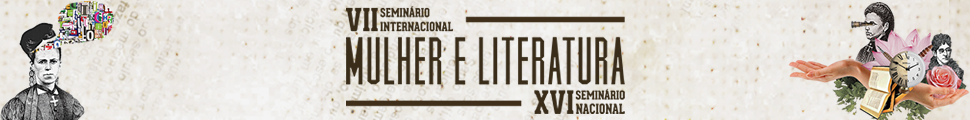 VII SEMINÁRIO
INTERNACIONAL
MULHER E LITERATURA
XVI SEMINÁRIO
NACIONAL